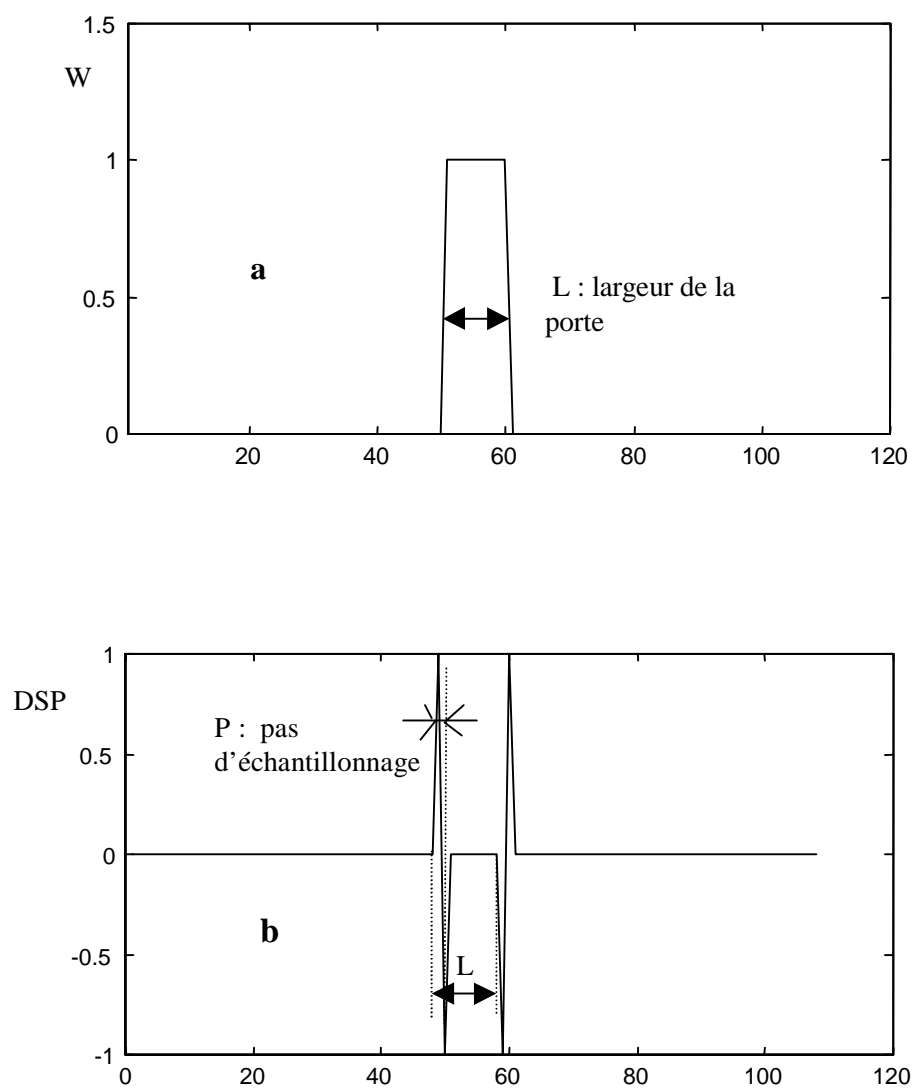 1.5
W
1
a
L : largeur de la
porte
0.5
0
20 40 60 80 100 120
1
DSP
P : pas
d’échantillonnage
0.5
0
b
-0.5
L
-1
0 20 40 60 80 100 120